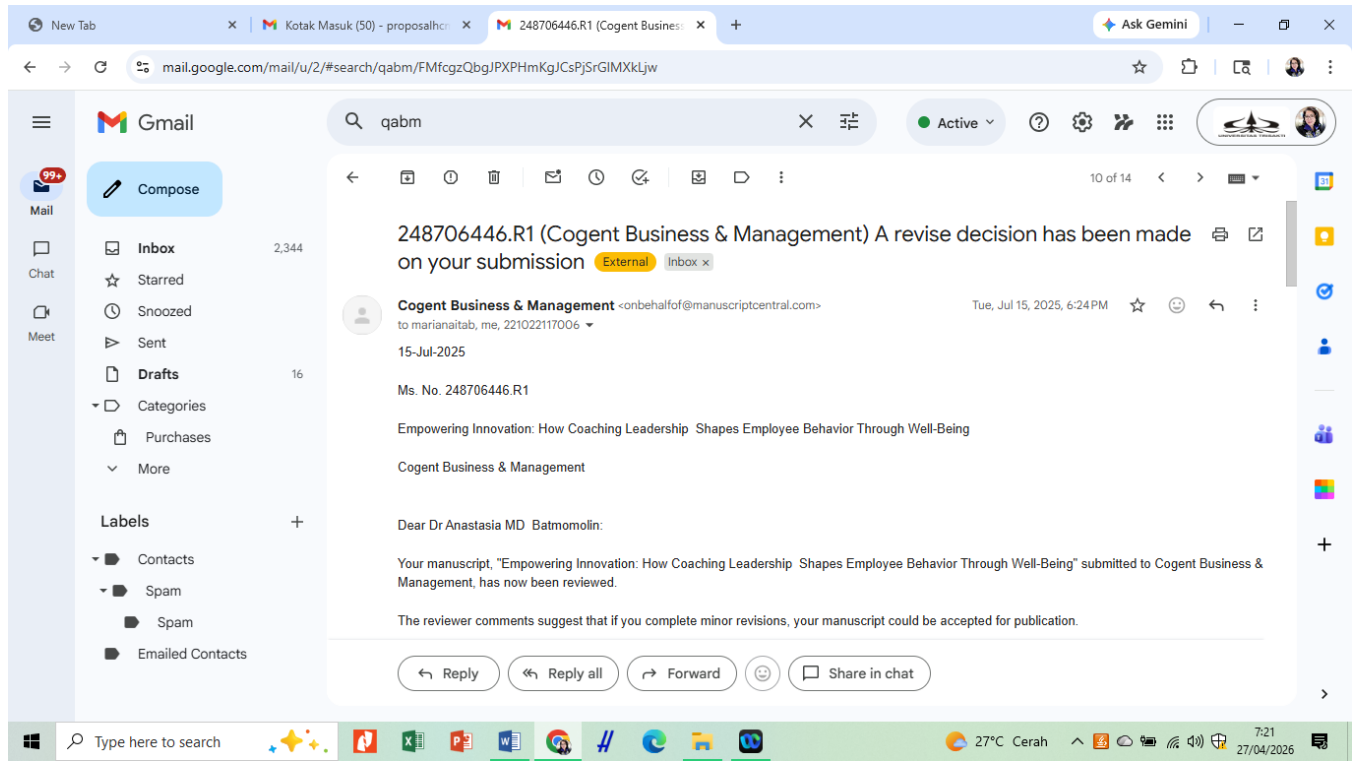 New Tab
Kotak Masuk (50) - proposalhcr
248706446.R1 (Cogent Busines
Ask Gemini
mail.google.com/mail/u/2/#search/qabm/FMfcgzQbgJPXPHmKgJCsPjSrGlMXkLjw
Gmail
qabm
Active
99+
Mail
Chat
Meet
Compose
Inbox 2,344
Starred
Snoozed
Sent
Drafts 16
Categories
Purchases
More
Labels
Contacts
Spam
Spam
Emailed Contacts
10 of 14
248706446.R1 (Cogent Business & Management) A revise decision has been made
on your submission External Inbox x
Cogent Business & Management <onbehalfof@manuscriptcentral.com> Tue, Jul 15, 2025, 6:24 PM
to marianaitab, me, 221022117006
15-Jul-2025
Ms. No. 248706446.R1
Empowering Innovation: How Coaching Leadership Shapes Employee Behavior Through Well-Being
Cogent Business & Management
Dear Dr Anastasia MD Batmomolin:
Your manuscript, "Empowering Innovation: How Coaching Leadership Shapes Employee Behavior Through Well-Being" submitted to Cogent Business &
Management, has now been reviewed.
The reviewer comments suggest that if you complete minor revisions, your manuscript could be accepted for publication.
Reply
Reply all
Forward
Share in chat
31
Type here to search
27°C Cerah
7:21
27/04/2026